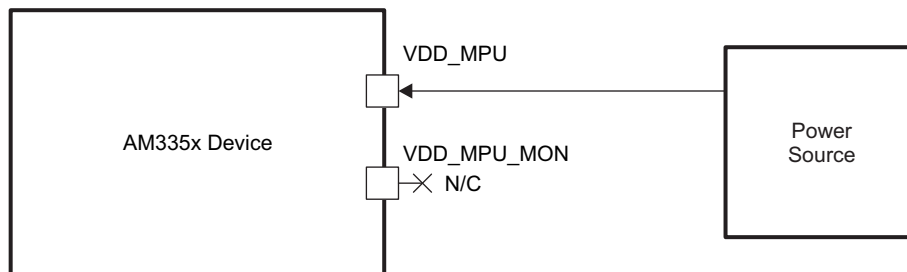 VDD_MPU
AM335x Device
Power
Source
VDD_MPU_MON
N/C